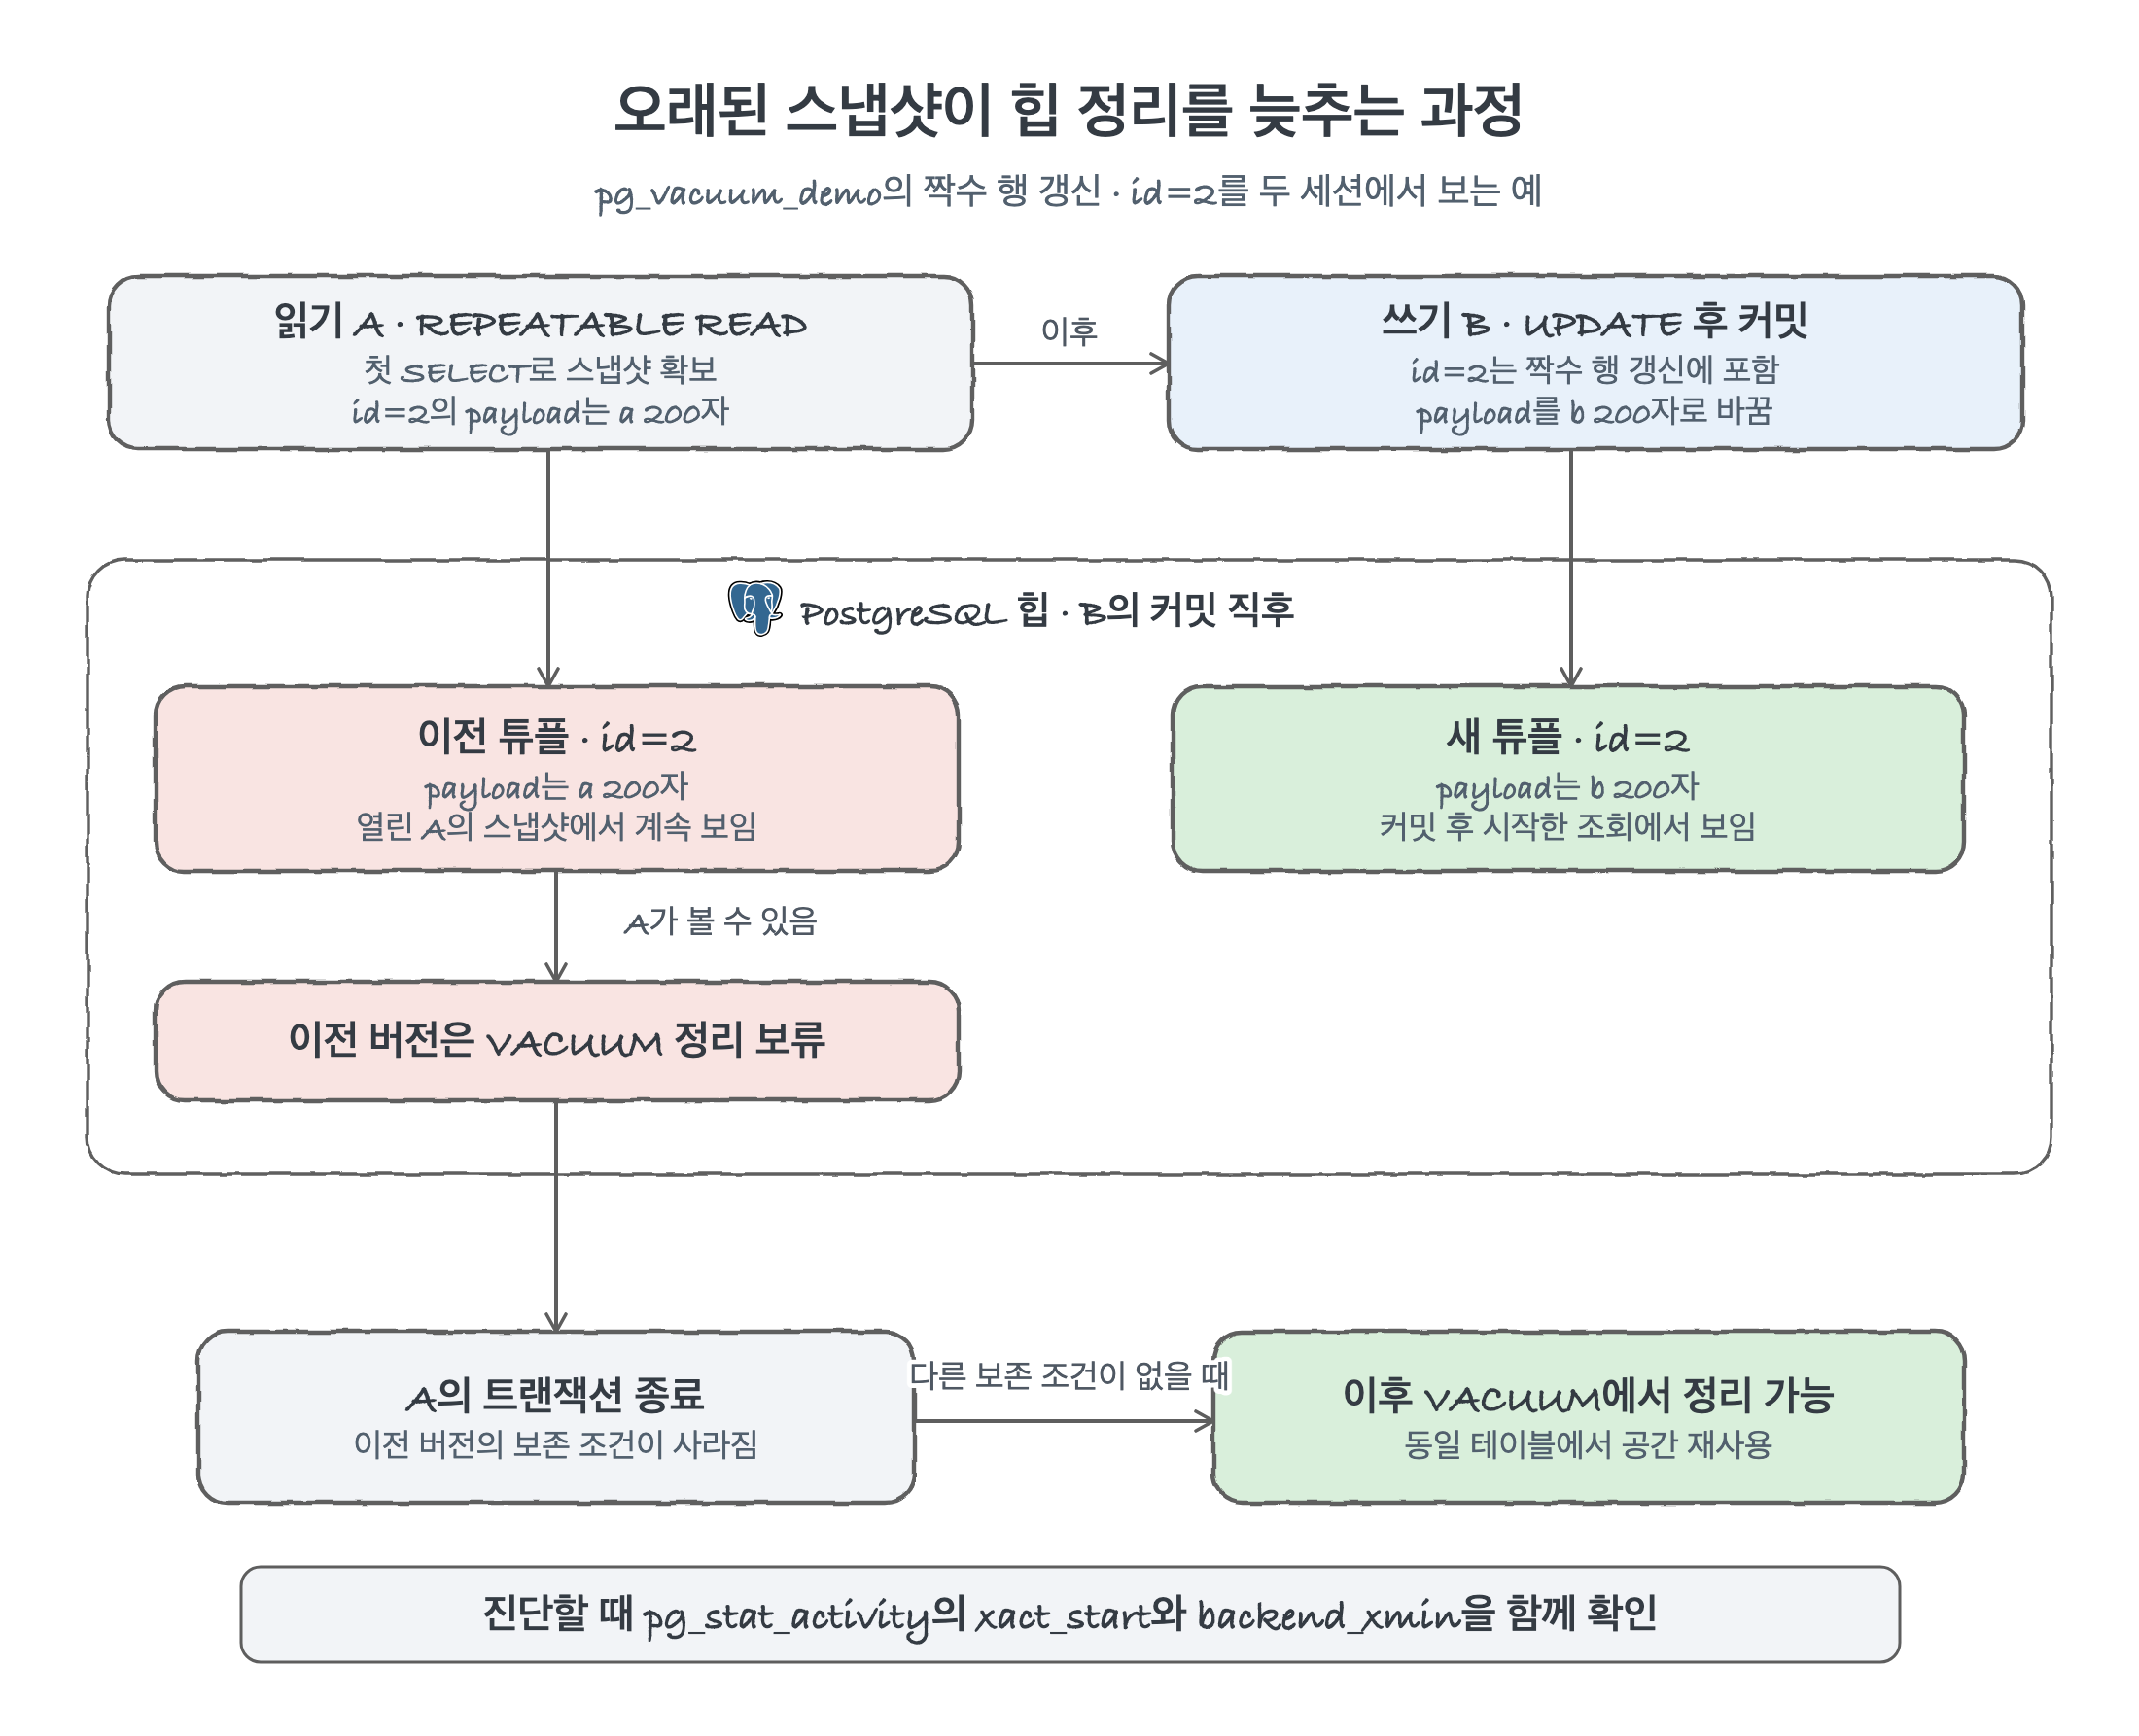 오래된 스냅샷이 힙 정리를 늦추는 과정
pg_vacuum_demo의 짝수 행 갱신 · id=2를 두 세션에서 보는 예
읽기 A · REPEATABLE READ
첫 SELECT로 스냅샷 확보
id=2의 payload는 a 200자
이후
쓰기 B · UPDATE 후 커밋
id=2는 짝수 행 갱신에 포함
payload를 b 200자로 바꿈
PostgreSQL 힙 · B의 커밋 직후
이전 튜플 · id=2
payload는 a 200자
열린 A의 스냅샷에서 계속 보임
새 튜플 · id=2
payload는 b 200자
커밋 후 시작한 조회에서 보임
A가 볼 수 있음
이전 버전은 VACUUM 정리 보류
A의 트랜잭션 종료
이전 버전의 보존 조건이 사라짐
다른 보존 조건이 없을 때
이후 VACUUM에서 정리 가능
동일 테이블에서 공간 재사용
진단할 때 pg_stat_activity의 xact_start와 backend_xmin을 함께 확인